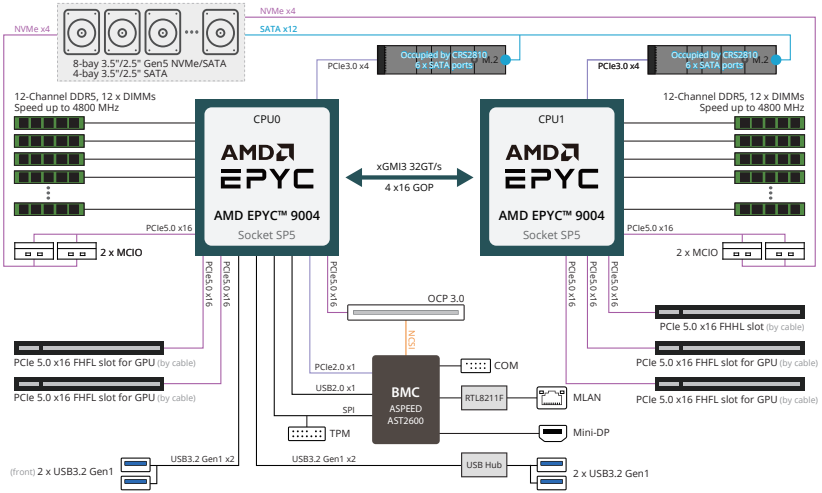 NVMe x4
NVMe x4
SATA x12
8-bay 3.5"/2.5" Gen5 NVMe/SATA
4-bay 3.5"/2.5" SATA
PCIe3.0 x4
Occupied by CRS2810
6 x SATA ports
M.2
PCIe3.0 x4
Occupied by CRS2810
6 x SATA ports
M.2
12-Channel DDR5, 12 x DIMMs
Speed up to 4800 MHz
12-Channel DDR5, 12 x DIMMs
Speed up to 4800 MHz
CPU0
AMD
EPYC
AMD EPYC™ 9004
Socket SP5
xGMI3 32GT/s
4 x16 GOP
CPU1
AMD
EPYC
AMD EPYC™ 9004
Socket SP5
PCIe5.0 x16
2 x MCIO
PCIe5.0 x16
2 x MCIO
PCIe5.0 x16
PCIe5.0 x16
PCIe5.0 x16
PCIe5.0 x16
PCIe5.0 x16
PCIe5.0 x16
OCP 3.0
NCSI
PCIe 5.0 x16 FHHL slot (by cable)
PCIe 5.0 x16 FHFL slot for GPU (by cable)
PCIe 5.0 x16 FHFL slot for GPU (by cable)
PCIe 5.0 x16 FHFL slot for GPU (by cable)
PCIe 5.0 x16 FHFL slot for GPU (by cable)
PCIe2.0 x1
USB2.0 x1
SPI
TPM
BMC
ASPEED
AST2600
COM
RTL8211F
MLAN
Mini-DP
(front) 2 x USB3.2 Gen1
USB3.2 Gen1 x2
USB3.2 Gen1 x2
USB Hub
2 x USB3.2 Gen1